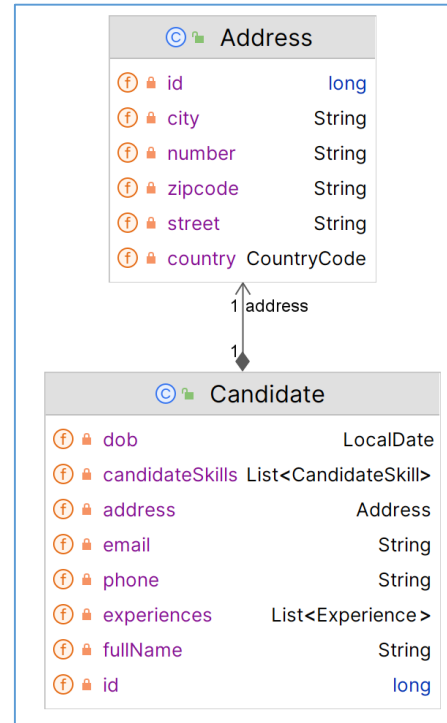 Address
id long
city String
number String
zipcode String
street String
country CountryCode
1 address
1
Candidate
dob LocalDate
candidateSkills List<CandidateSkill>
address Address
email String
phone String
experiences List<Experience>
fullName String
id long